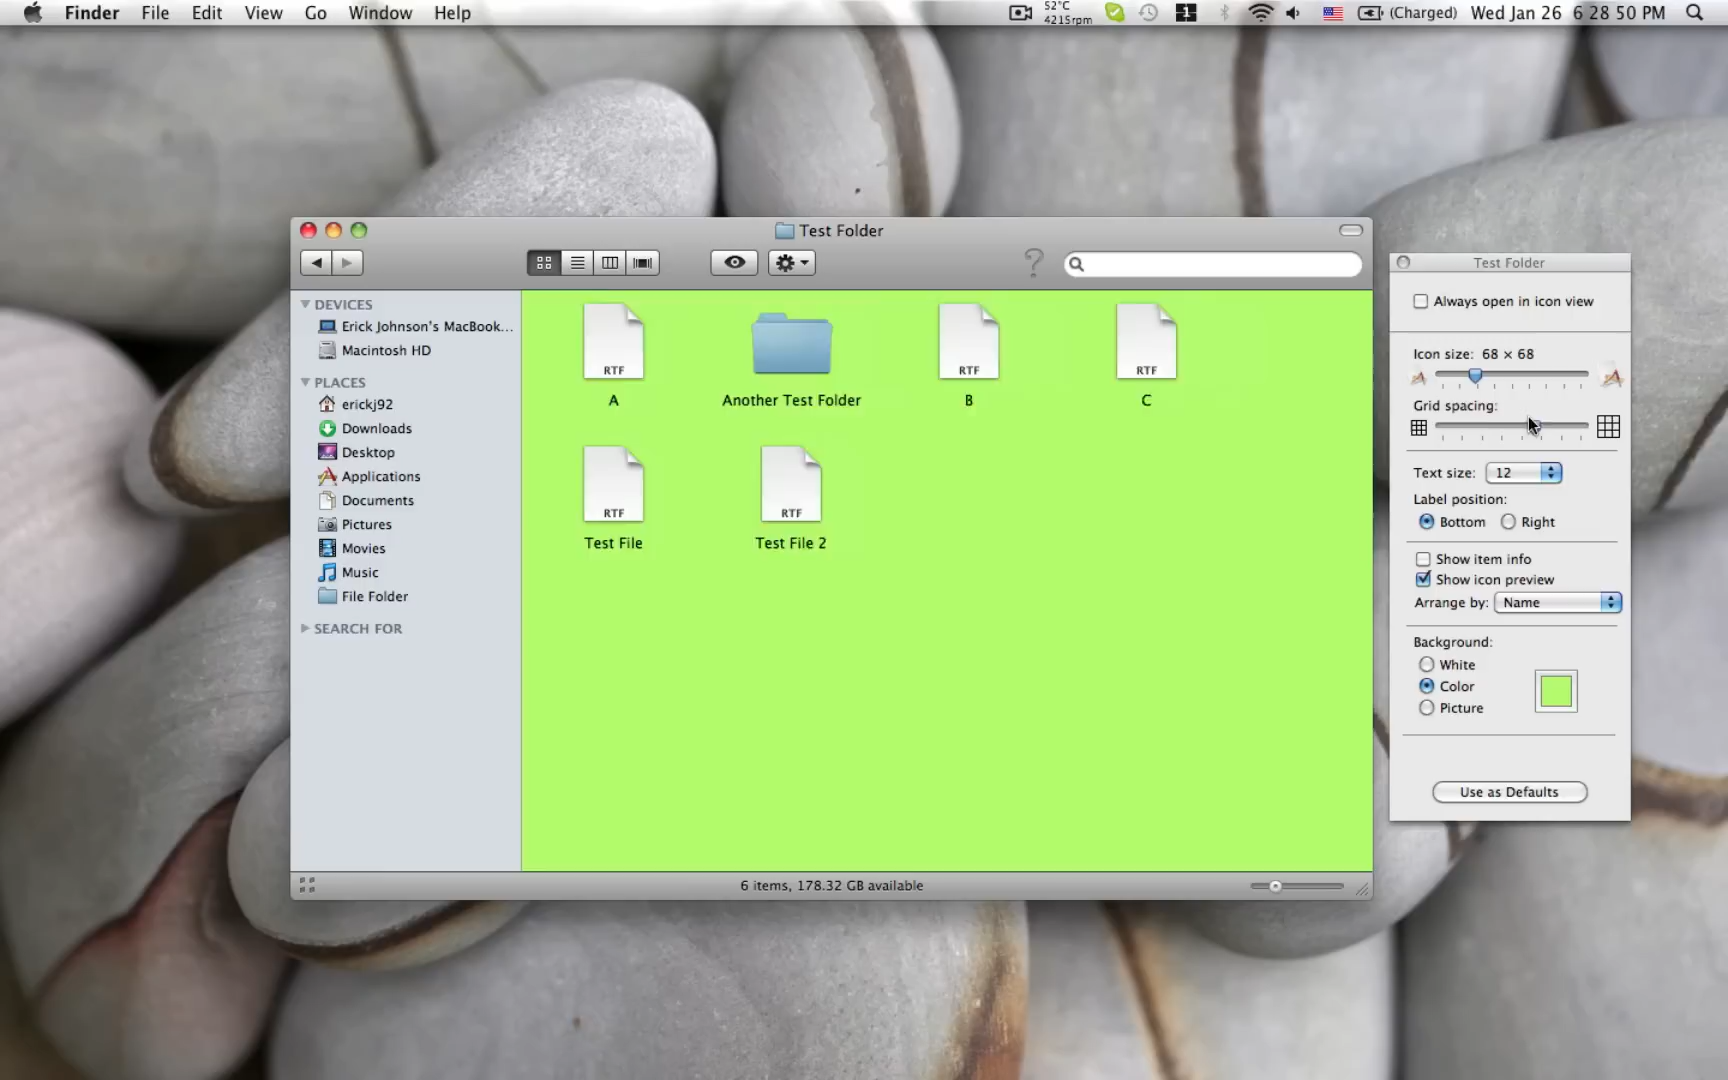 Finder File Edit View Go Window Help
52°C
4215rpm
1
(Charged) Wed Jan 26 6 28 50 PM
Test Folder
Test Folder
DEVICES
Erick Johnson's MacBook...
Macintosh HD
PLACES
erickj92
Downloads
Desktop
Applications
Documents
Pictures
Movies
Music
File Folder
SEARCH FOR
RTF
RTF
RTF
A
Another Test Folder
B
C
RTF
RTF
Test File
Test File 2
6 items, 178.32 GB available
Always open in icon view
Icon size: 68 × 68
Grid spacing:
Text size: 12
Label position:
Bottom Right
Show item info
Show icon preview
Arrange by: Name
Background:
White
Color
Picture
Use as Defaults